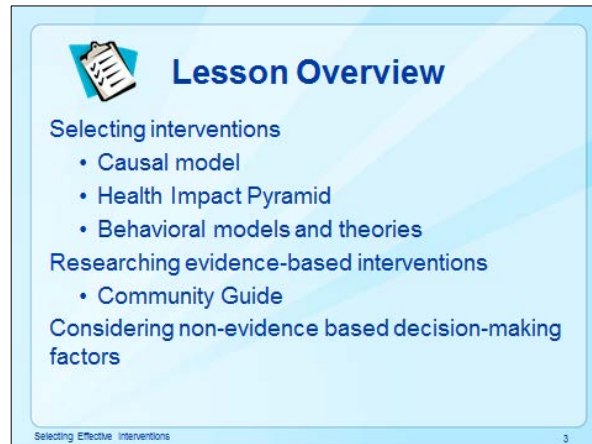 Lesson Overview
Selecting interventions
• Causal model
• Health Impact Pyramid
• Behavioral models and theories
Researching evidence-based interventions
• Community Guide
Considering non-evidence based decision-making
factors
Selecting Effective Interventions
3